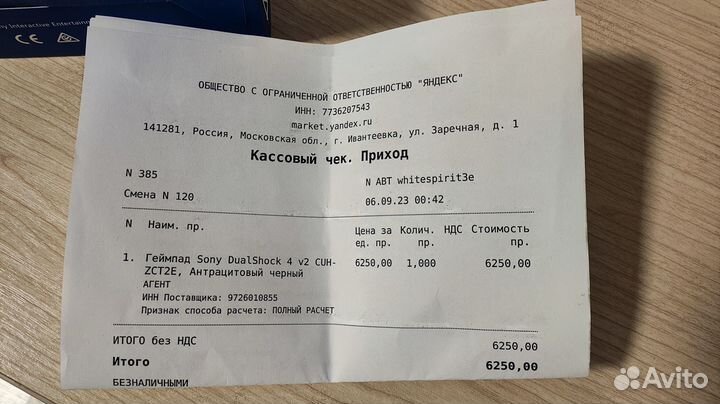 ny Interactive Entertainm
CE
ОБЩЕСТВО С ОГРАНИЧЕННОЙ ОТВЕТСТВЕННОСТЬЮ "ЯНДЕКС"
ИНН: 7736207543
market.yandex.ru
141281, Россия, Московская обл., г. Ивантеевка, ул. Заречная, д. 1
Кассовый чек. Приход
N 385 N АВТ whitespirit3e
Смена N 120 06.09.23 00:42
N Наим. пр. Цена за Колич. НДС Стоимость
ед. пр. пр. пр.
1. Геймпад Sony DualShock 4 v2 CUH- 6250,00 1,000 6250,00
ZCT2E, Антрацитовый черный
АГЕНТ
ИНН Поставщика: 9726010855
Признак способа расчета: ПОЛНЫЙ РАСЧЕТ
ИТОГО без НДС 6250,00
Итого 6250,00
БЕЗНАЛИЧНЫМИ
Avito